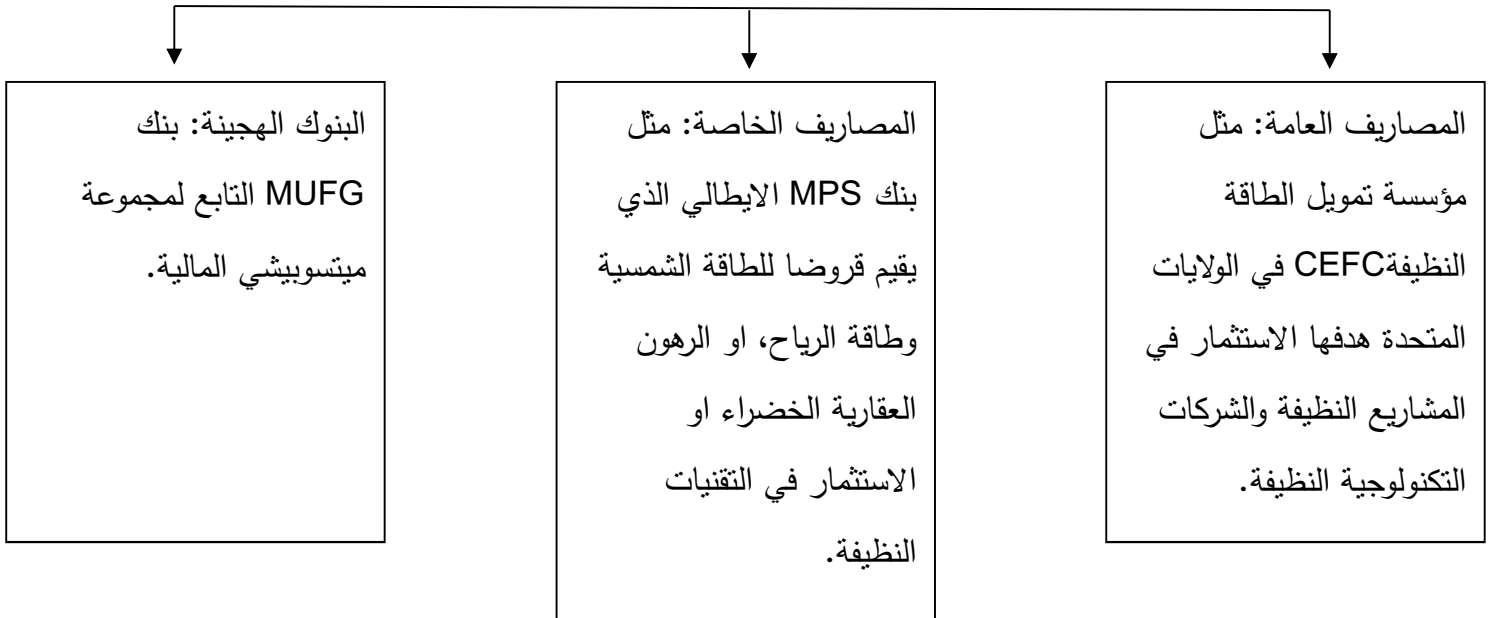 المصاريف العامة: مثل
مؤسسة تمويل الطاقة
النظيفةCEFC في الولايات
المتحدة هدفها الاستثمار في
المشاريع النظيفة والشركات
التكنولوجية النظيفة.
المصاريف الخاصة: مثل
بنك MPS الايطالي الذي
يقيم قروضا للطاقة الشمسية
وطاقة الرياح، او الرهون
العقارية الخضراء او
الاستثمار في التقنيات
النظيفة.
البنوك الهجينة: بنك
MUFG التابع لمجموعة
ميتسوبيشي المالية.